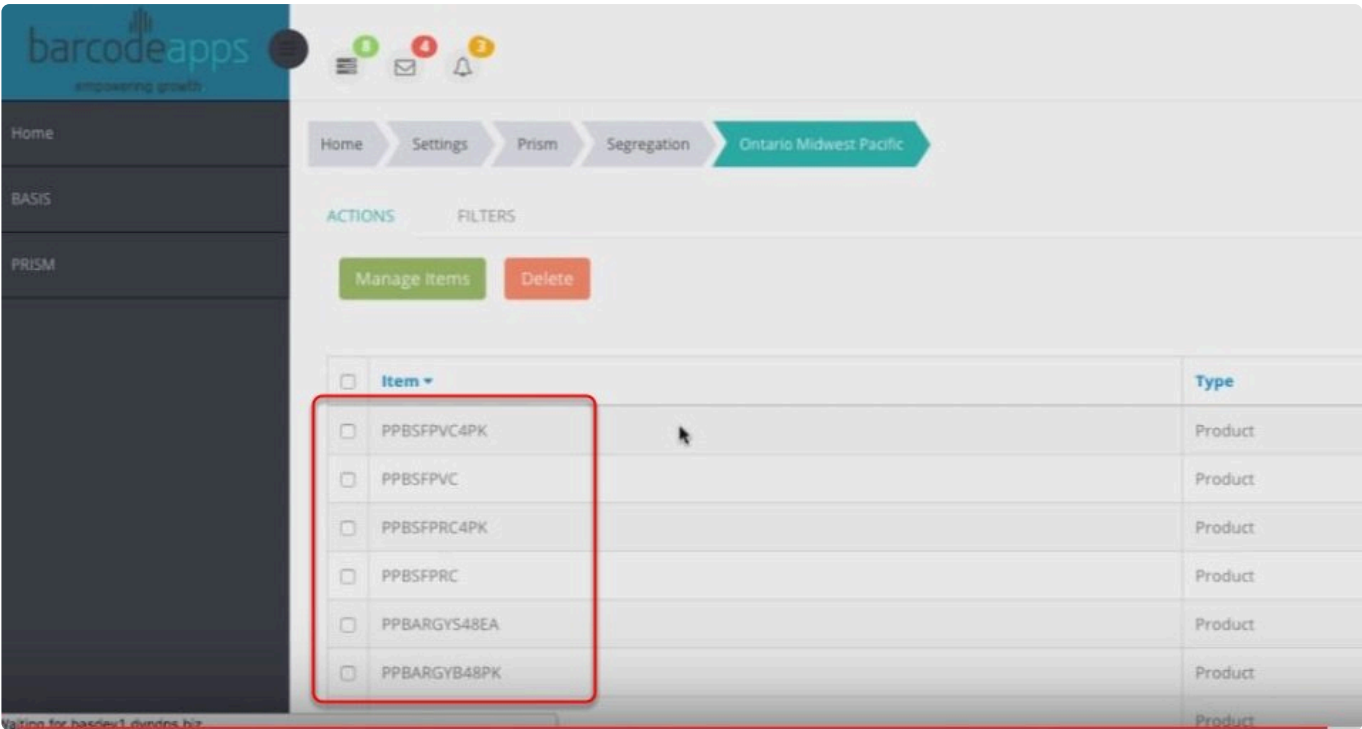 barcodeapps
empowering growth
8 4 3
Home
BASIS
PRISM
Home Settings Prism Segregation Ontario Midwest Pacific
ACTIONS FILTERS
Manage Items Delete
Item Type
PPBSFPVC4PK Product
PPBSFPVC Product
PPBSFPRC4PK Product
PPBSFPRC Product
PPBARGYS48EA Product
PPBARGYB48PK Product
Product
Waiting for basdev1.dyndns.biz...